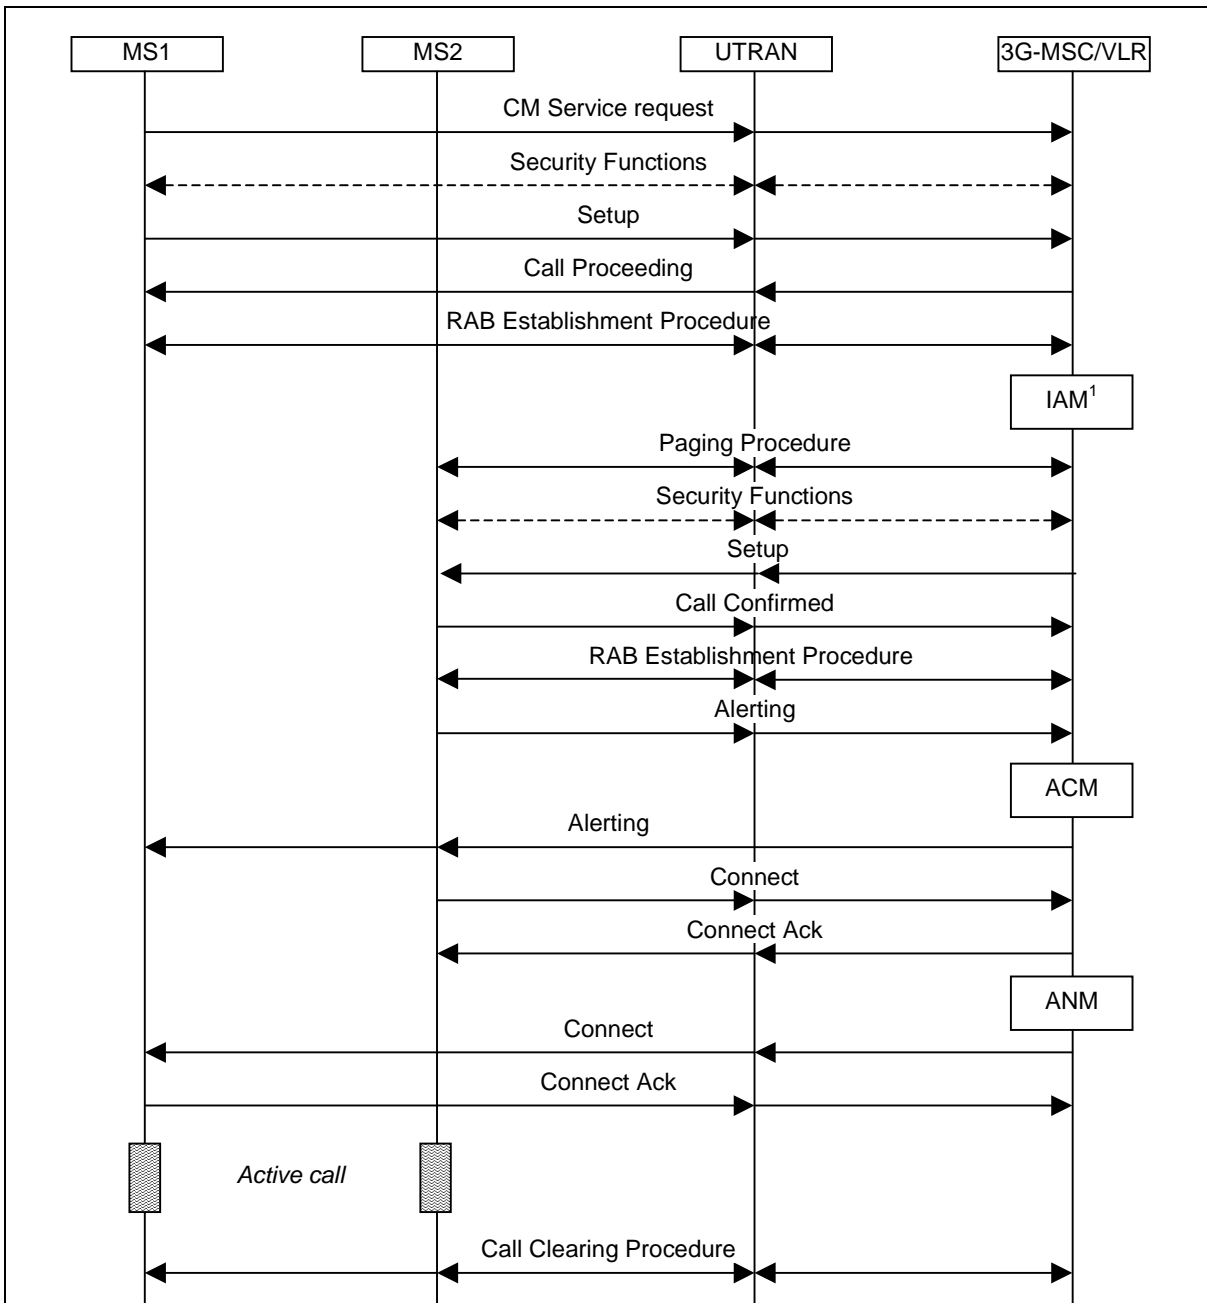 MS1 MS2 UTRAN 3G-MSC/VLR
CM Service request
Security Functions
Setup
Call Proceeding
RAB Establishment Procedure
IAM¹
Paging Procedure
Security Functions
Setup
Call Confirmed
RAB Establishment Procedure
Alerting
ACM
Alerting
Connect
Connect Ack
ANM
Connect
Connect Ack
Active call
Call Clearing Procedure